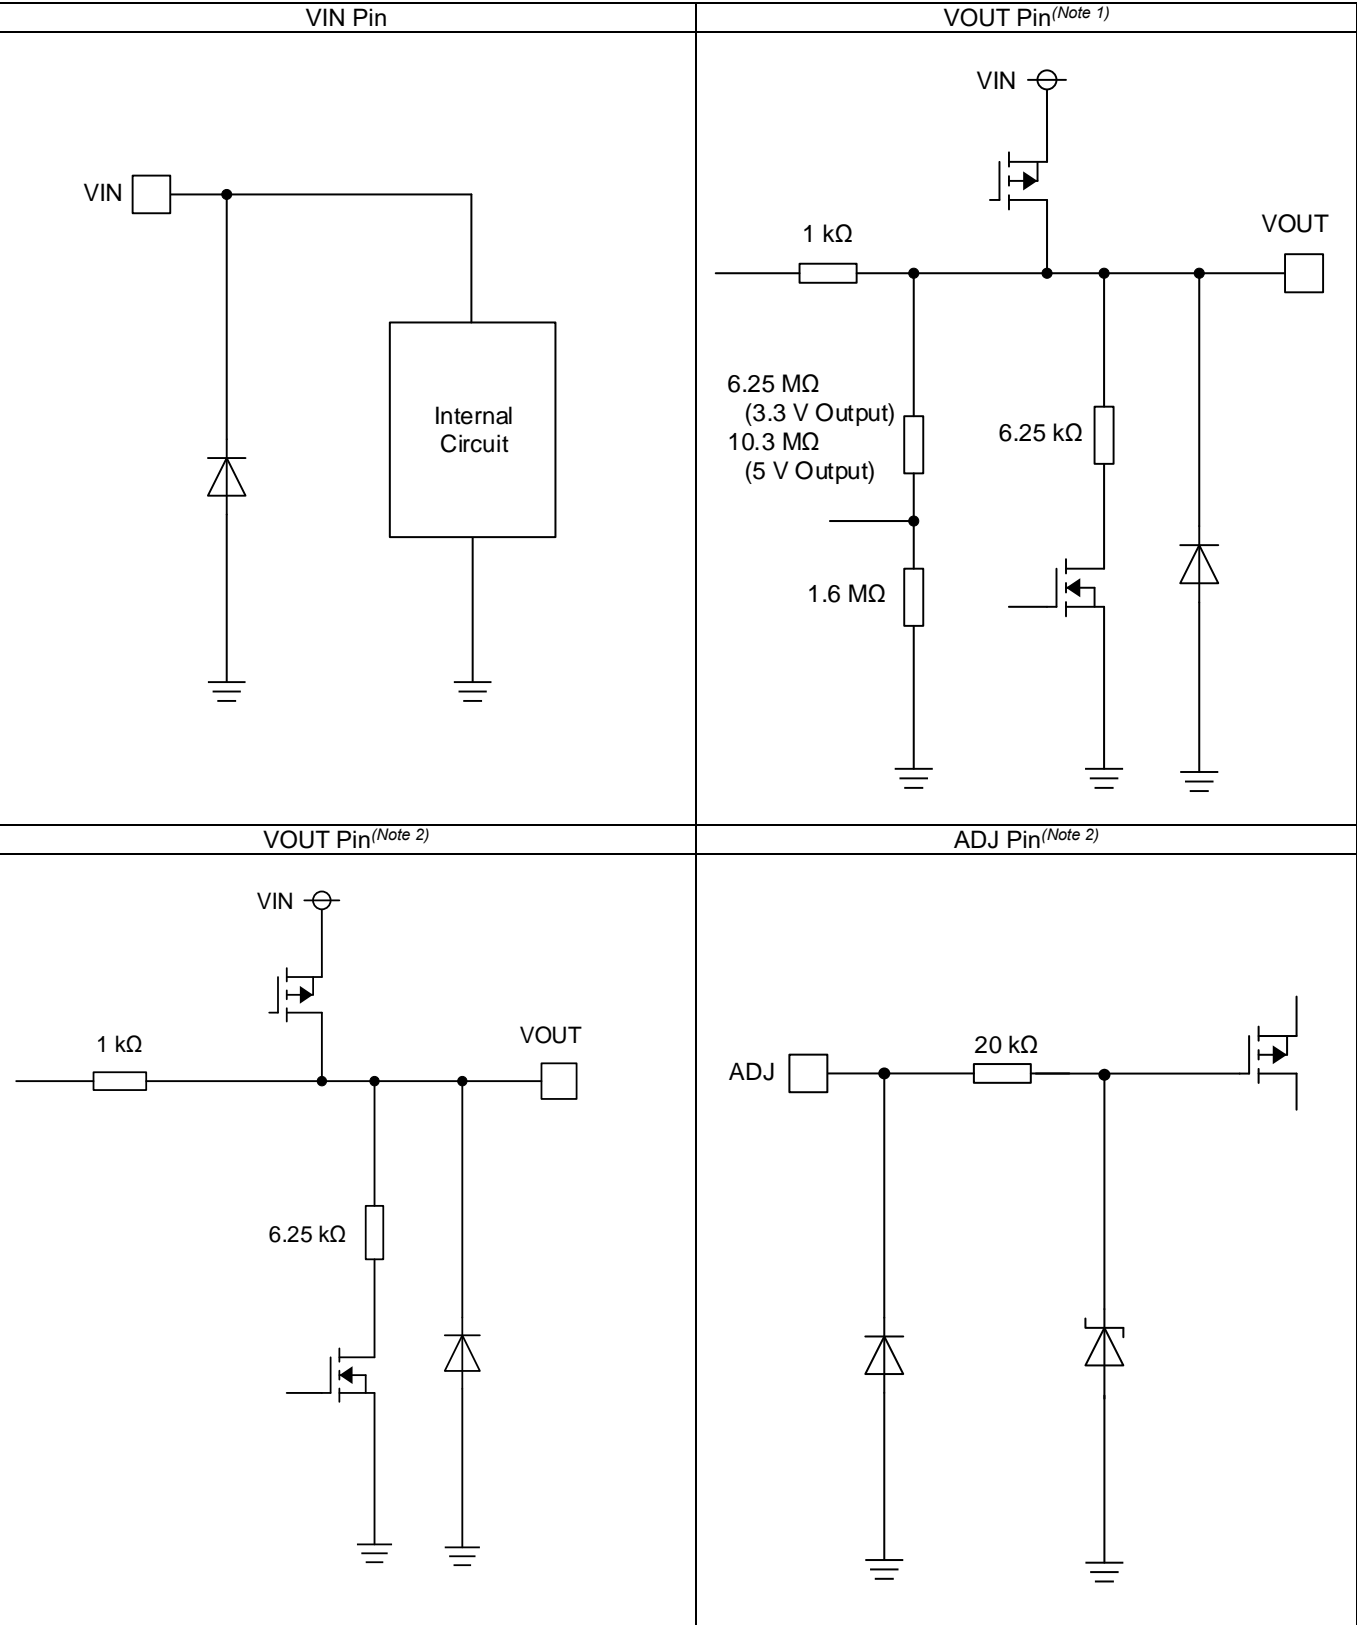 VIN Pin
VOUT Pin(Note 1)
VIN
Internal
Circuit
VIN
1 kΩ
VOUT
6.25 MΩ
(3.3 V Output)
10.3 MΩ
(5 V Output)
6.25 kΩ
1.6 MΩ
VOUT Pin(Note 2)
ADJ Pin(Note 2)
VIN
1 kΩ
VOUT
6.25 kΩ
ADJ
20 kΩ